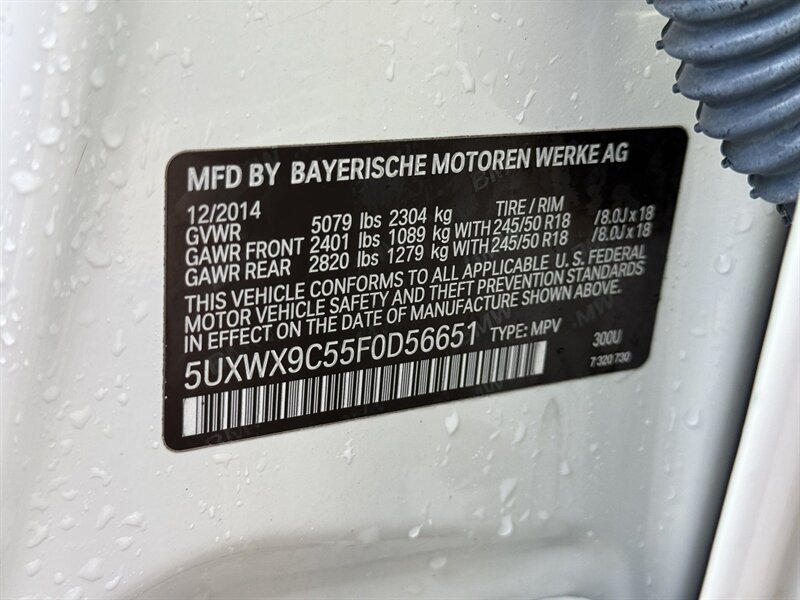 MFD BY BAYERISCHE MOTOREN WERKE AG
12/2014 TIRE / RIM
GVWR 5079 lbs 2304 kg
GAWR FRONT 2401 lbs 1089 kg WITH 245/50 R18 /8.0J x 18
GAWR REAR 2820 lbs 1279 kg WITH 245/50 R18 /8.0J x 18
THIS VEHICLE CONFORMS TO ALL APPLICABLE U.S. FEDERAL
MOTOR VEHICLE SAFETY AND THEFT PREVENTION STANDARDS
IN EFFECT ON THE DATE OF MANUFACTURE SHOWN ABOVE.
5UXWX9C55F0D56651 TYPE: MPV 300U
7 320 730